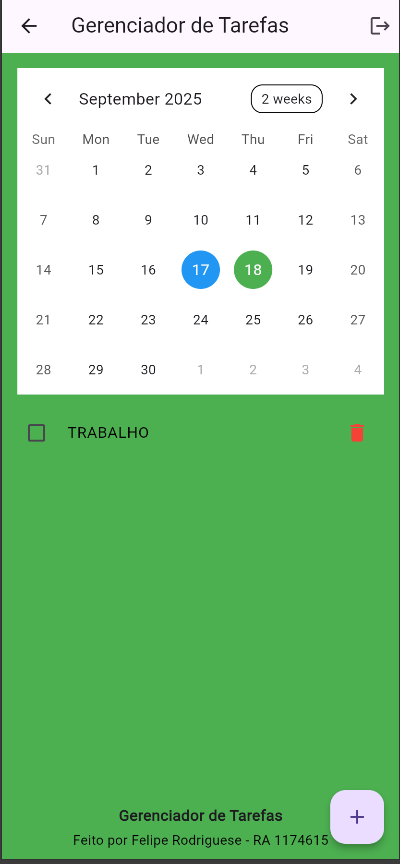 Gerenciador de Tarefas
September 2025 2 weeks
Sun Mon Tue Wed Thu Fri Sat
31 1 2 3 4 5 6
7 8 9 10 11 12 13
14 15 16 17 18 19 20
21 22 23 24 25 26 27
28 29 30 1 2 3 4
TRABALHO
Gerenciador de Tarefas
Feito por Felipe Rodriguese - RA 1174615